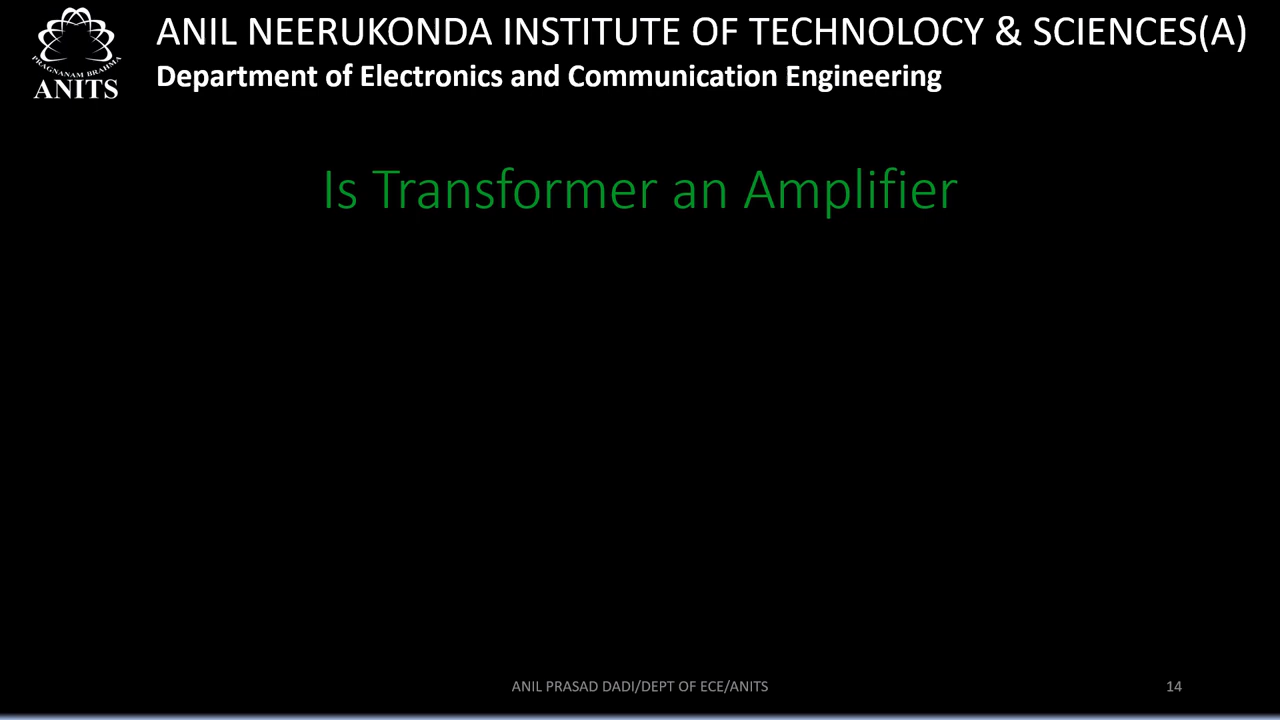 ANIL NEERUKONDA INSTITUTE OF TECHNOLOCY & SCIENCES(A)
Department of Electronics and Communication Engineering
PRAGNANAM BRAHMA
ANITS
Is Transformer an Amplifier
ANIL PRASAD DADI/DEPT OF ECE/ANITS
14